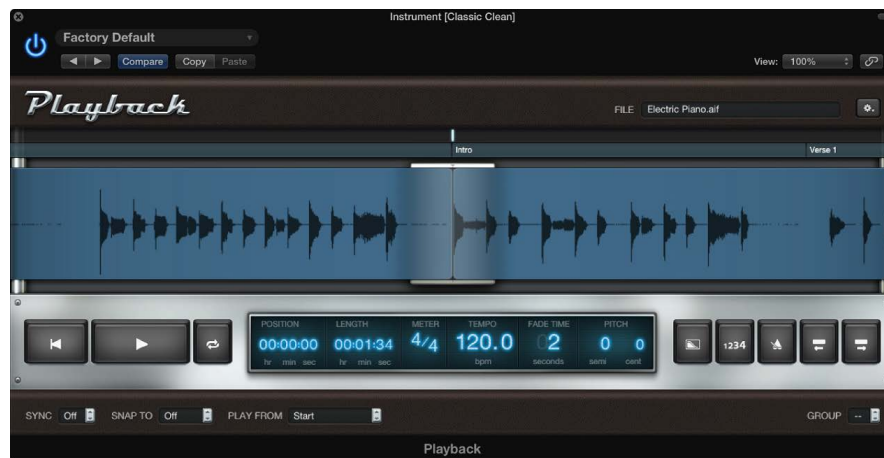 Instrument [Classic Clean]
Factory Default
Compare Copy Paste
View: 100%
Playback
FILE Electric Piano.aif
Intro Verse 1
POSITION LENGTH METER TEMPO FADE TIME PITCH
00:00:00 00:01:34 4/4 120.0 02 0 0
hr min sec hr min sec bpm seconds semi cent
1234
SYNC Off SNAP TO Off PLAY FROM Start GROUP --
Playback